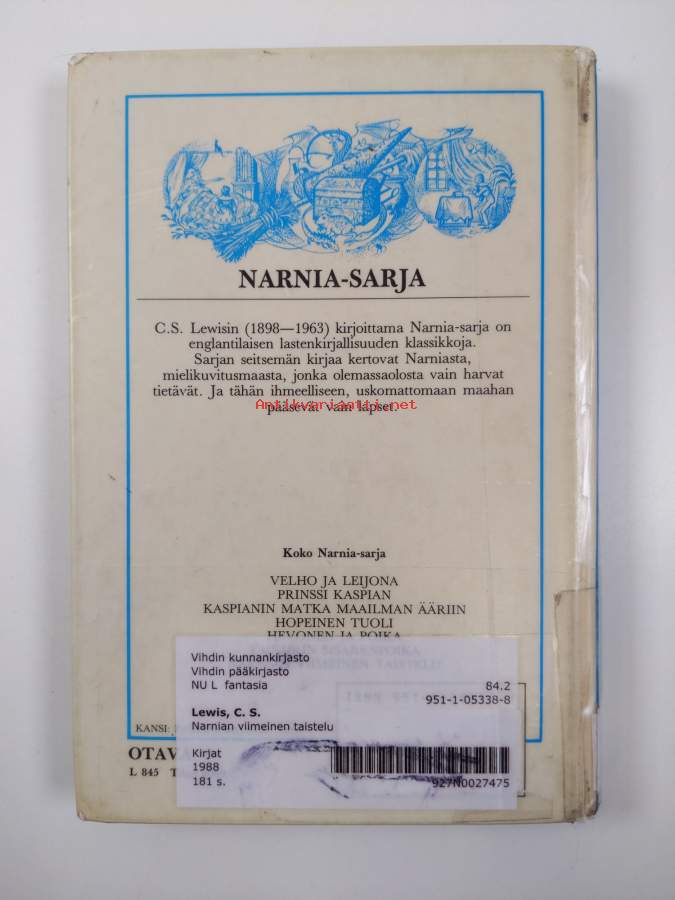 NARNIA-SARJA
C.S. Lewisin (1898—1963) kirjoittama Narnia-sarja on
englantilaisen lastenkirjallisuuden klassikkoja.
Sarjan seitsemän kirjaa kertovat Narniasta,
mielikuvitusmaasta, jonka olemassaolosta vain harvat
tietävät. Ja tähän ihmeelliseen, uskomattomaan maahan
pääsevät vain lapset.
Antikvariaatti.net
Koko Narnia-sarja
VELHO JA LEIJONA
PRINSSI KASPIAN
KASPIANIN MATKA MAAILMAN ÄÄRIIN
HOPEINEN TUOLI
HEVONEN JA POIKA
Vihdin kunnankirjasto
Vihdin pääkirjasto
NU L fantasia 84.2
951-1-05338-8
Lewis, C. S.
Narnian viimeinen taistelu
KANSI:
OTAV
Kirjat
1988
L 845 T
181 s. 927N0027475